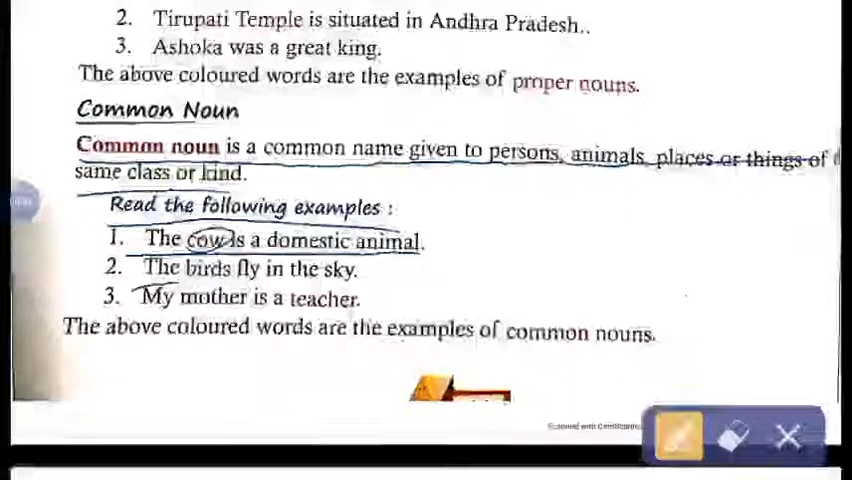 2. Tirupati Temple is situated in Andhra Pradesh..
3. Ashoka was a great king.
The above coloured words are the examples of proper nouns.
Common Noun
Common noun is a common name given to persons, animals, places or things of
same class or kind.
Read the following examples :
1. The cow is a domestic animal.
2. The birds fly in the sky.
3. My mother is a teacher.
The above coloured words are the examples of common nouns.
Scanned with